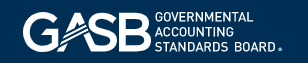 GASB
GOVERNMENTAL
ACCOUNTING
STANDARDS BOARD